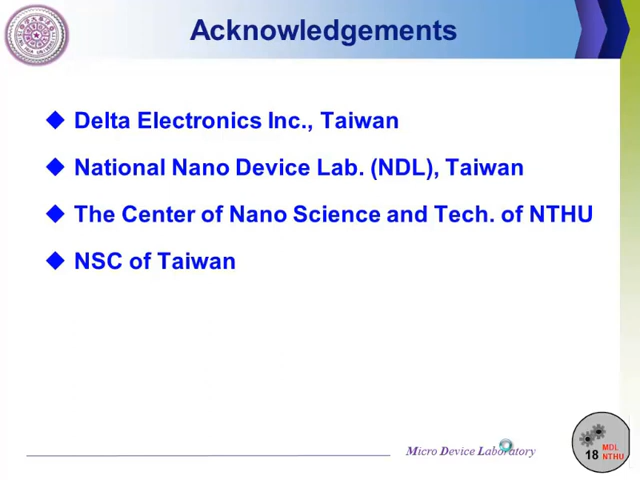 Acknowledgements
Delta Electronics Inc., Taiwan
National Nano Device Lab. (NDL), Taiwan
The Center of Nano Science and Tech. of NTHU
NSC of Taiwan
Micro Device Laboratory
18 MDL
NTHU